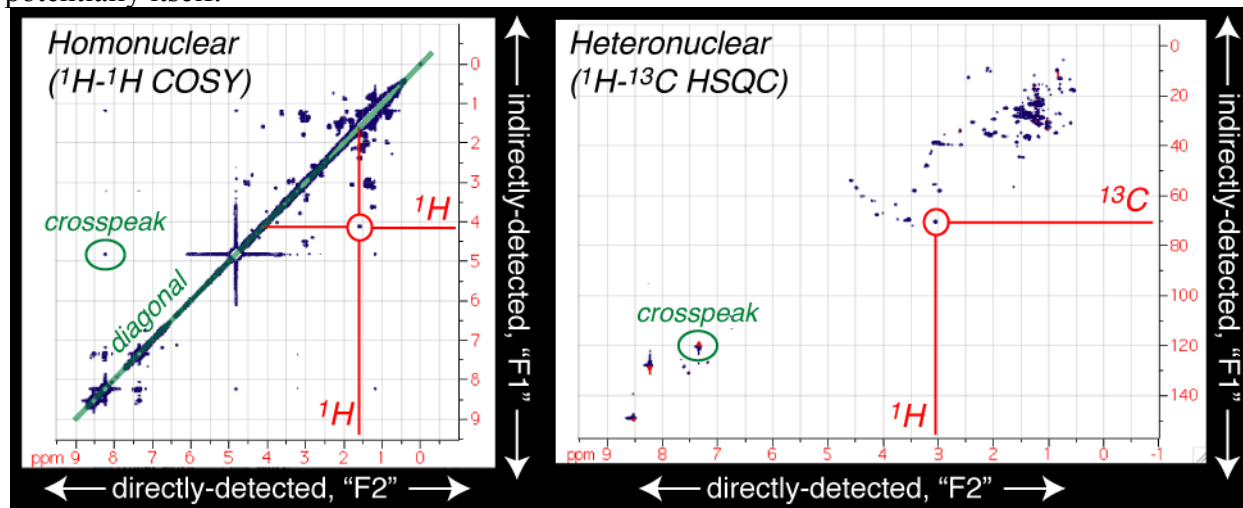 potentially itself.
Homonuclear
(¹H-¹H COSY)
crosspeak
diagonal
¹H
¹H
0
1
2
3
4
5
6
7
8
9
ppm 9 8 7 6 5 4 3 2 1 0
indirectly-detected, "F1"
directly-detected, "F2"
Heteronuclear
(¹H-¹³C HSQC)
¹³C
crosspeak
¹H
0
20
40
60
80
100
120
140
ppm 9 8 7 6 5 4 3 2 1 0 -1
indirectly-detected, "F1"
directly-detected, "F2"